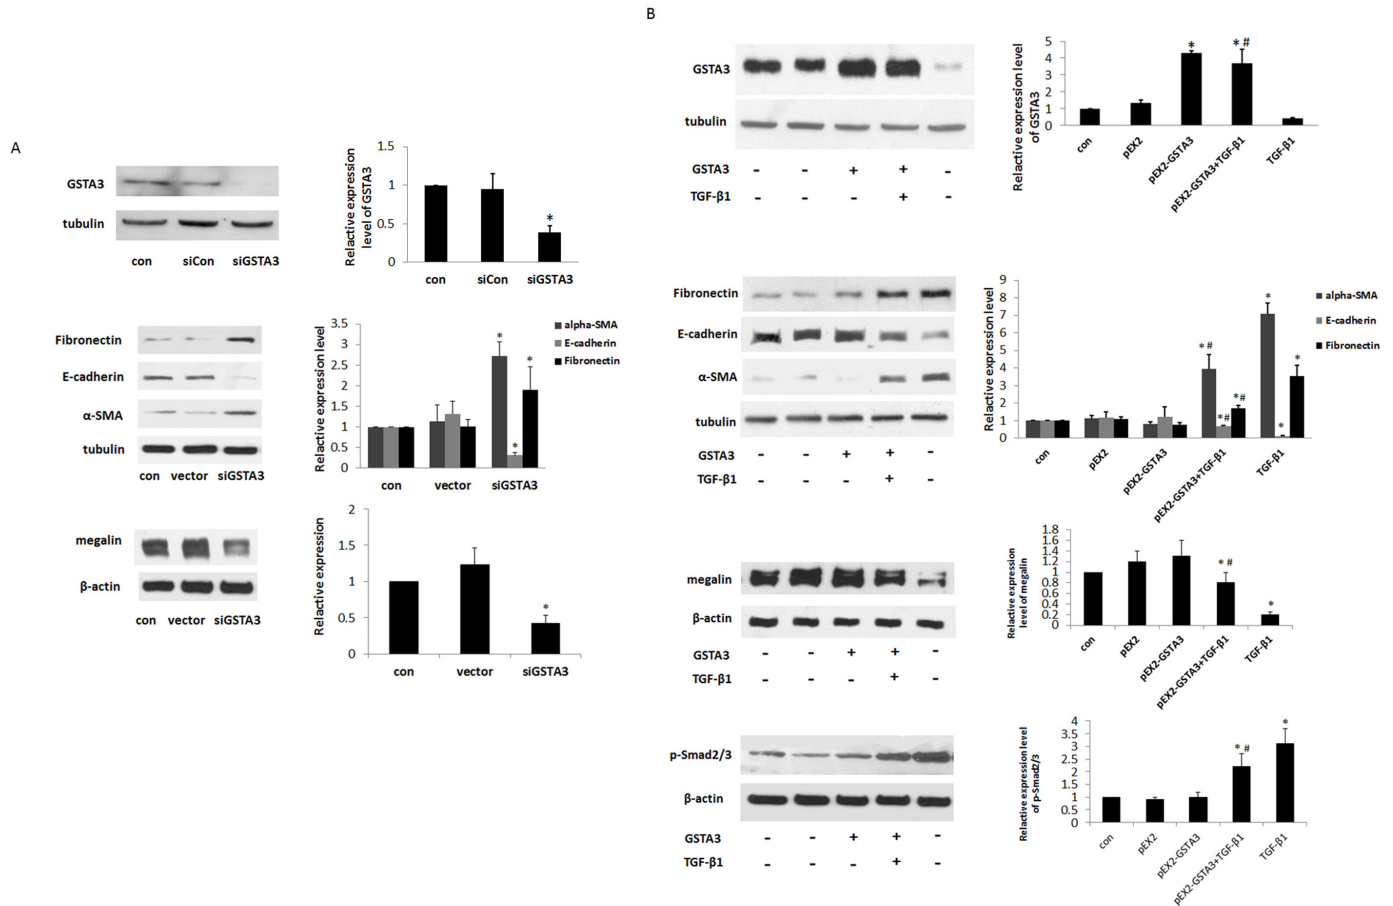 B
A
GSTA3
tubulin
con siCon siGSTA3
Relactive expression
level of GSTA3
1.5
1
0.5
0
*
con siCon siGSTA3
Fibronectin
E-cadherin
α-SMA
tubulin
con vector siGSTA3
Relactive expression level
3.5
3
2.5
2
1.5
1
0.5
0
* * *
alpha-SMA
E-cadherin
Fibronectin
con vector siGSTA3
megalin
β-actin
con vector siGSTA3
Relactive expression
2
1.5
1
0.5
0
*
con vector siGSTA3
GSTA3
tubulin
GSTA3 - - + + -
TGF-β1 - - - + -
Relactive expression level
of GSTA3
5
4
3
2
1
0
* *#
con pEX2 pEX2-GSTA3 pEX2-GSTA3+TGF-β1 TGF-β1
Fibronectin
E-cadherin
α-SMA
tubulin
GSTA3 - - + + -
TGF-β1 - - - + -
Relactive expression level
9
8
7
6
5
4
3
2
1
0
*# *# *# * * *
alpha-SMA
E-cadherin
Fibronectin
con pEX2 pEX2-GSTA3 pEX2-GSTA3+TGF-β1 TGF-β1
megalin
β-actin
GSTA3 - - + + -
TGF-β1 - - - + -
Relactive expression
level of megalin
1.8
1.6
1.4
1.2
1
0.8
0.6
0.4
0.2
0
*# *
con pEX2 pEX2-GSTA3 pEX2-GSTA3+TGF-β1 TGF-β1
p-Smad2/3
β-actin
GSTA3 - - + + -
TGF-β1 - - - + -
Relactive expression level
of p-Smad2/3
4
3.5
3
2.5
2
1.5
1
0.5
0
*# *
con pEX2 pEX2-GSTA3 pEX2-GSTA3+TGF-β1 TGF-β1